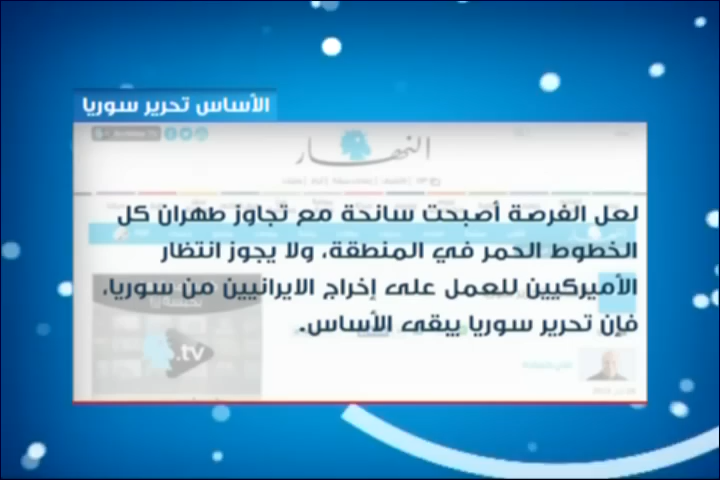 الأساس تحرير سوريا
النهار
لعل الفرصة أصبحت سانحة مع تجاوز طهران كل
الخطوط الحمر في المنطقة، ولا يجوز انتظار
الأميركيين للعمل على إخراج الايرانيين من سوريا،
فإن تحرير سوريا يبقى الأساس.
.tv